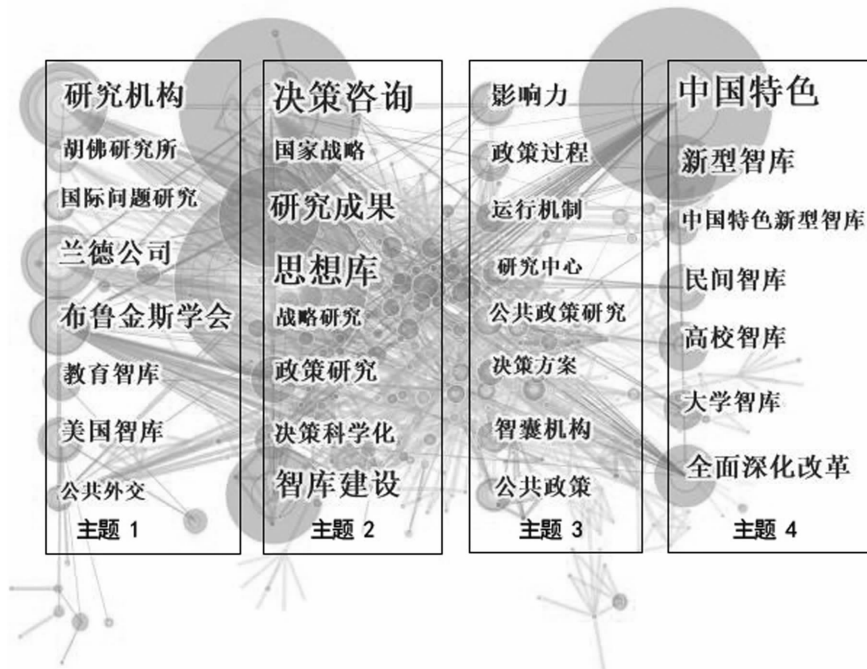 研究机构
胡佛研究所
国际问题研究
兰德公司
布鲁金斯学会
教育智库
美国智库
公共外交
主题 1
决策咨询
国家战略
研究成果
思想库
战略研究
政策研究
决策科学化
智库建设
主题 2
影响力
政策过程
运行机制
研究中心
公共政策研究
决策方案
智囊机构
公共政策
主题 3
中国特色
新型智库
中国特色新型智库
民间智库
高校智库
大学智库
全面深化改革
主题 4